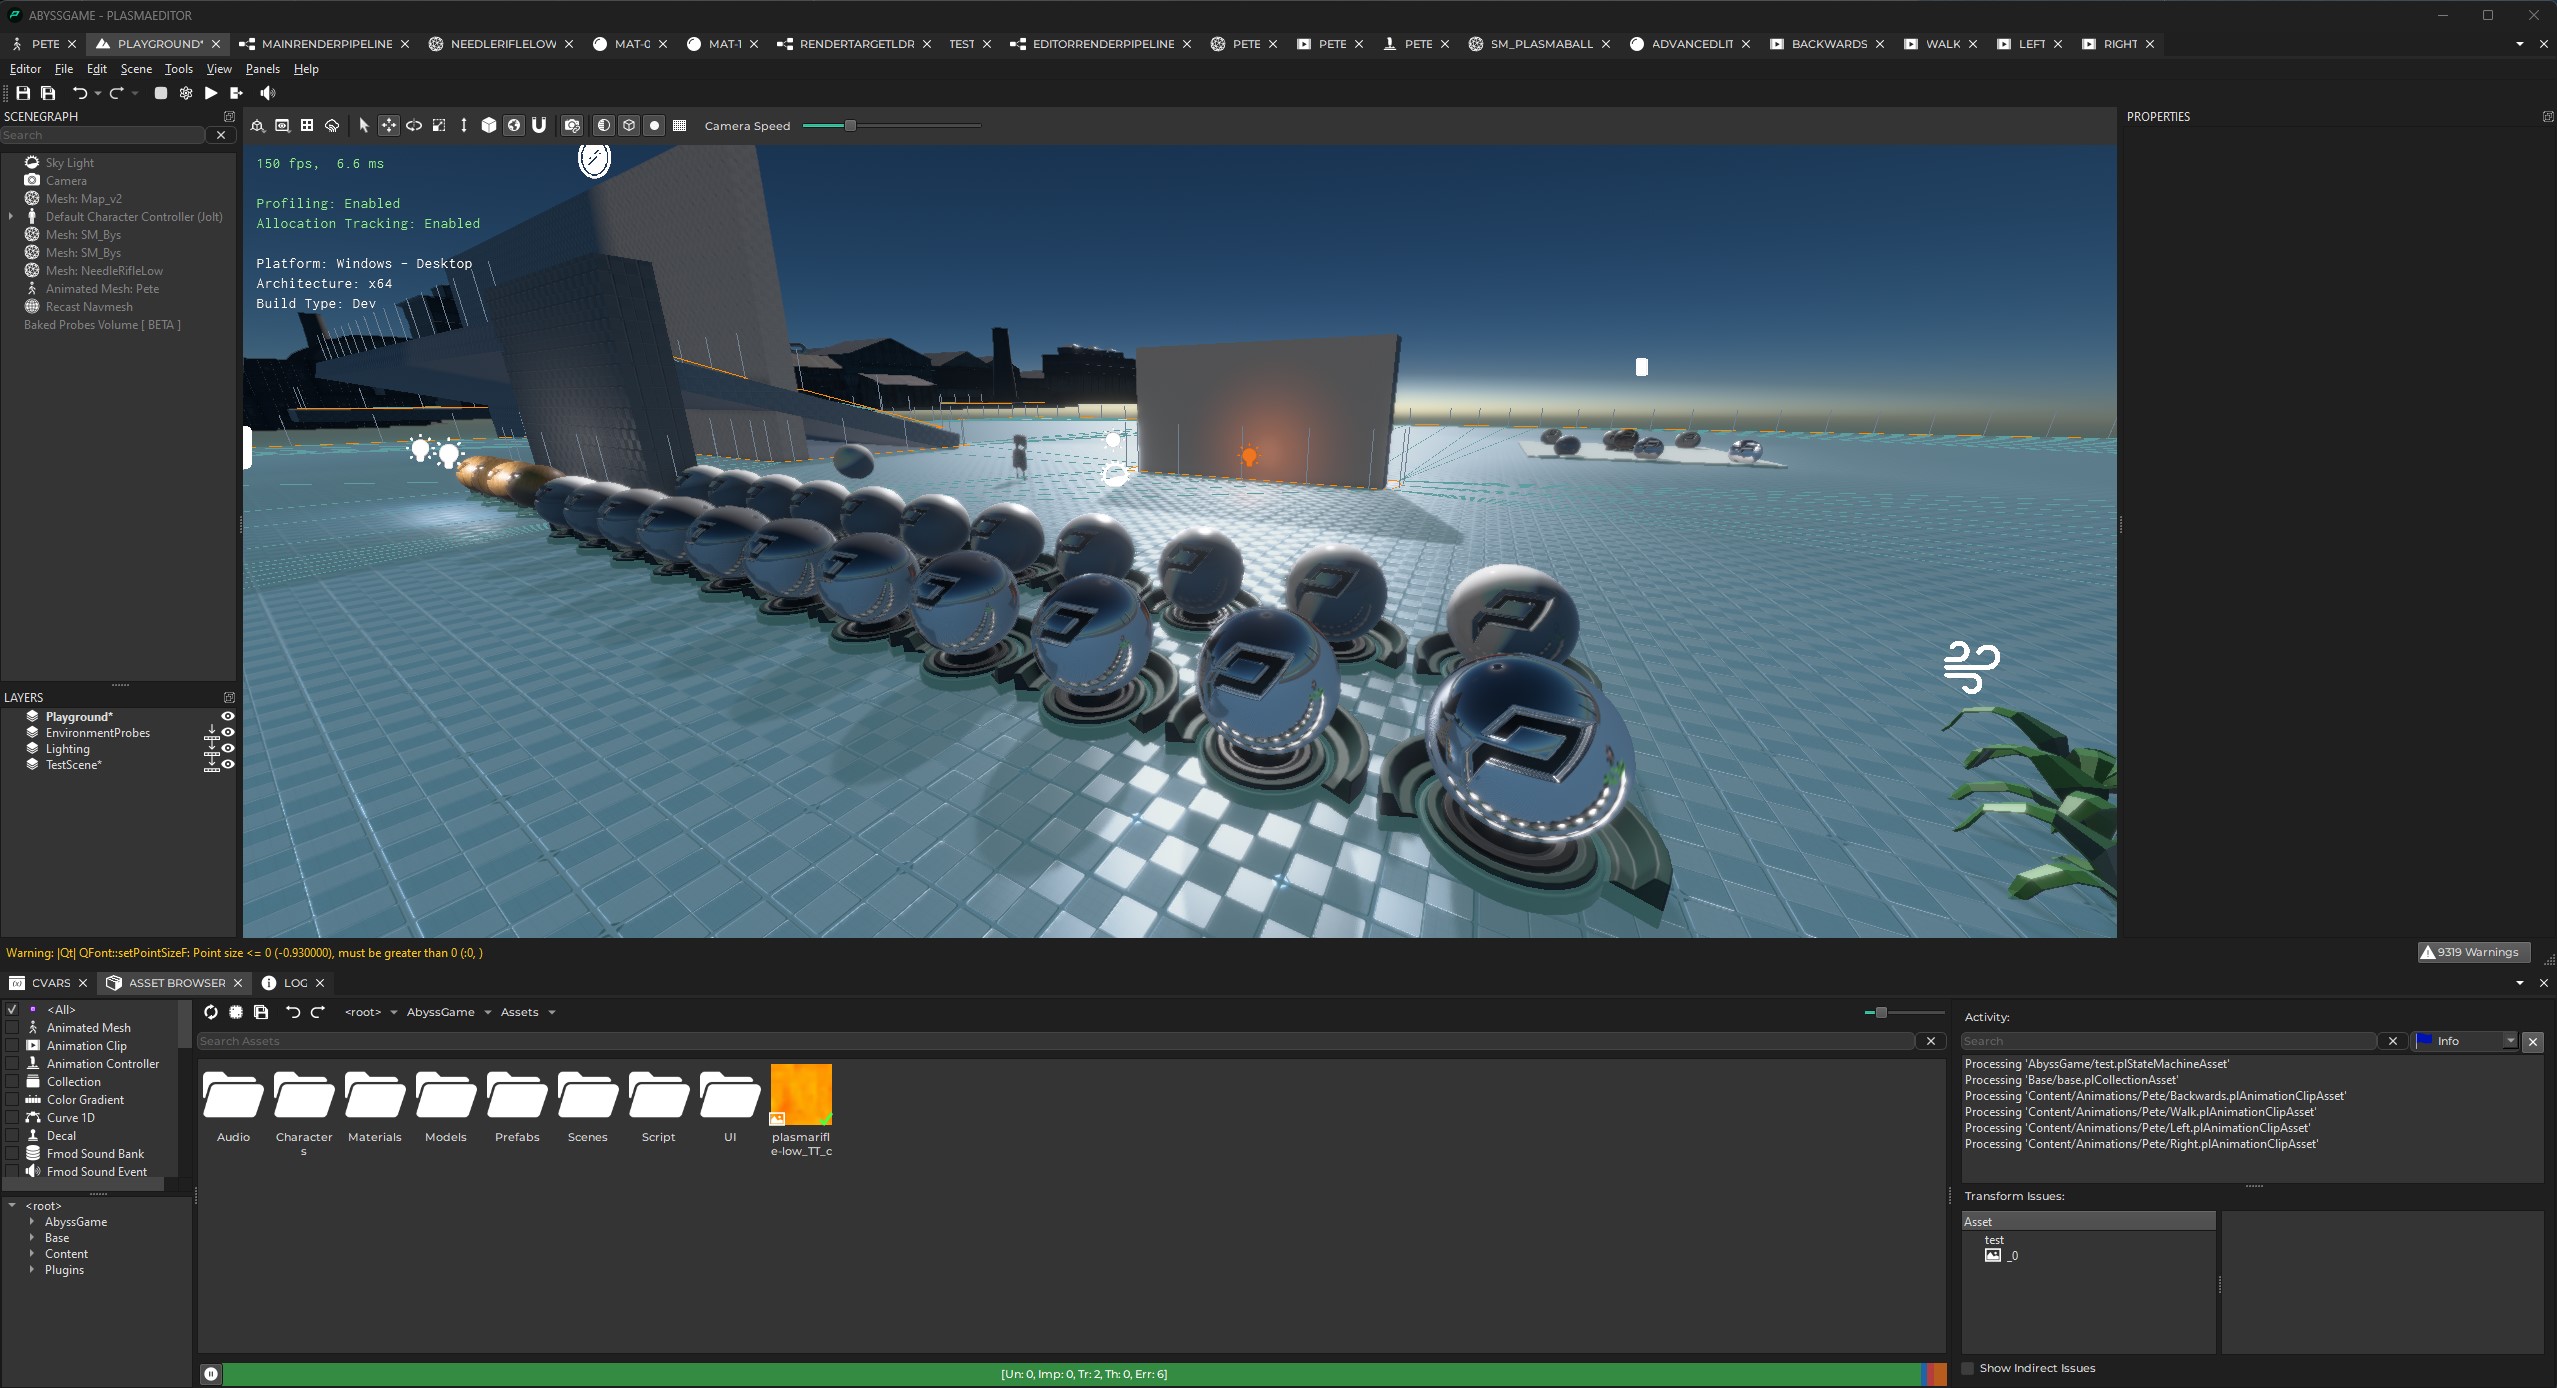 ABYSSGAME - PLASMAEDITOR
PETE
PLAYGROUND*
MAINRENDERPIPELINE
NEEDLERIFLELOW
MAT-0
MAT-1
RENDERTARGETLDR
TEST
EDITORRENDERPIPELINE
PETE
PETE
PETE
SM_PLASMABALL
ADVANCEDLIT
BACKWARDS
WALK
LEFT
RIGHT
Editor File Edit Scene Tools View Panels Help
SCENEGRAPH
Search
Sky Light
Camera
Mesh: Map_v2
Default Character Controller (Jolt)
Mesh: SM_Bys
Mesh: SM_Bys
Mesh: NeedleRifleLow
Animated Mesh: Pete
Recast Navmesh
Baked Probes Volume [ BETA ]
LAYERS
Playground*
EnvironmentProbes
Lighting
TestScene*
Camera Speed
150 fps, 6.6 ms
Profiling: Enabled
Allocation Tracking: Enabled
Platform: Windows - Desktop
Architecture: x64
Build Type: Dev
PROPERTIES
Warning: |Qt| QFont::setPointSizeF: Point size <= 0 (-0.930000), must be greater than 0 (:0, )
9319 Warnings
CVARS
ASSET BROWSER
LOG
<All>
Animated Mesh
Animation Clip
Animation Controller
Collection
Color Gradient
Curve 1D
Decal
Fmod Sound Bank
Fmod Sound Event
<root>
AbyssGame
Base
Content
Plugins
<root> AbyssGame Assets
Search Assets
Audio
Character
s
Materials
Models
Prefabs
Scenes
Script
UI
plasmarifl
e-low_TT_c
[Un: 0, Imp: 0, Tr: 2, Th: 0, Err: 6]
Activity:
Search
Info
Processing 'AbyssGame/test.plStateMachineAsset'
Processing 'Base/base.plCollectionAsset'
Processing 'Content/Animations/Pete/Backwards.plAnimationClipAsset'
Processing 'Content/Animations/Pete/Walk.plAnimationClipAsset'
Processing 'Content/Animations/Pete/Left.plAnimationClipAsset'
Processing 'Content/Animations/Pete/Right.plAnimationClipAsset'
Transform Issues:
Asset
test
_0
Show Indirect Issues